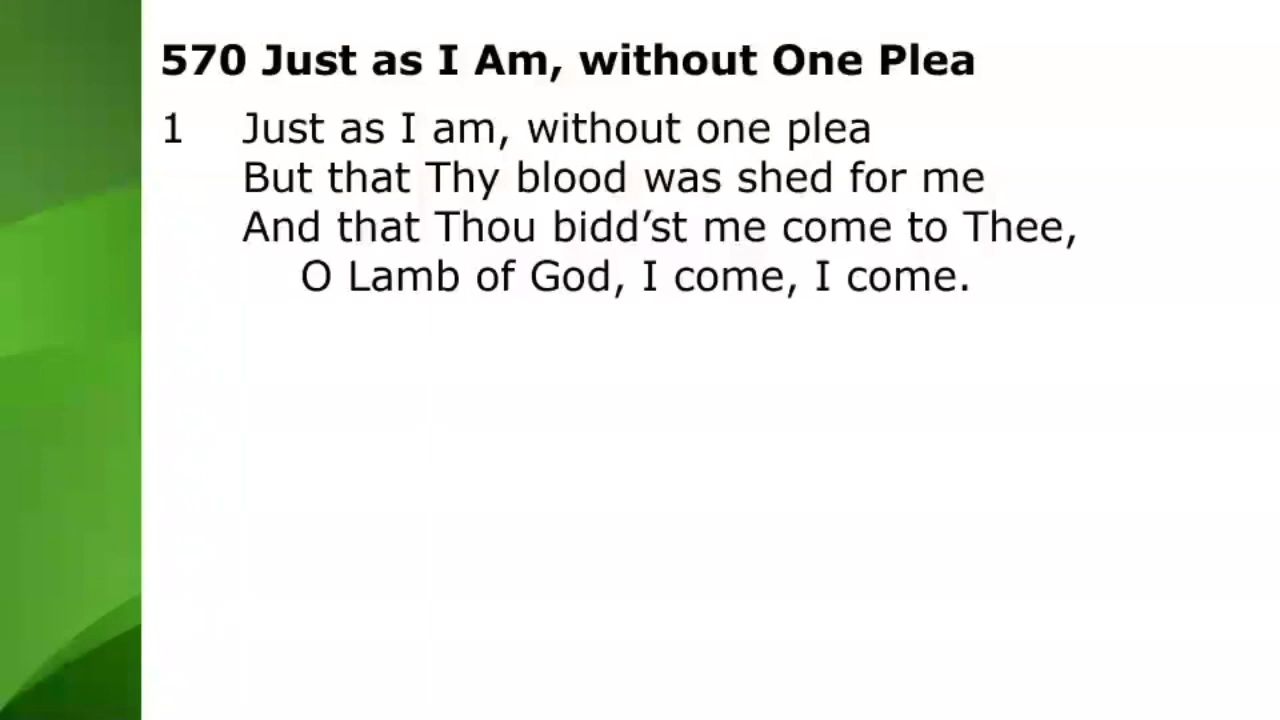 570 Just as I Am, without One Plea
1 Just as I am, without one plea
But that Thy blood was shed for me
And that Thou bidd’st me come to Thee,
O Lamb of God, I come, I come.